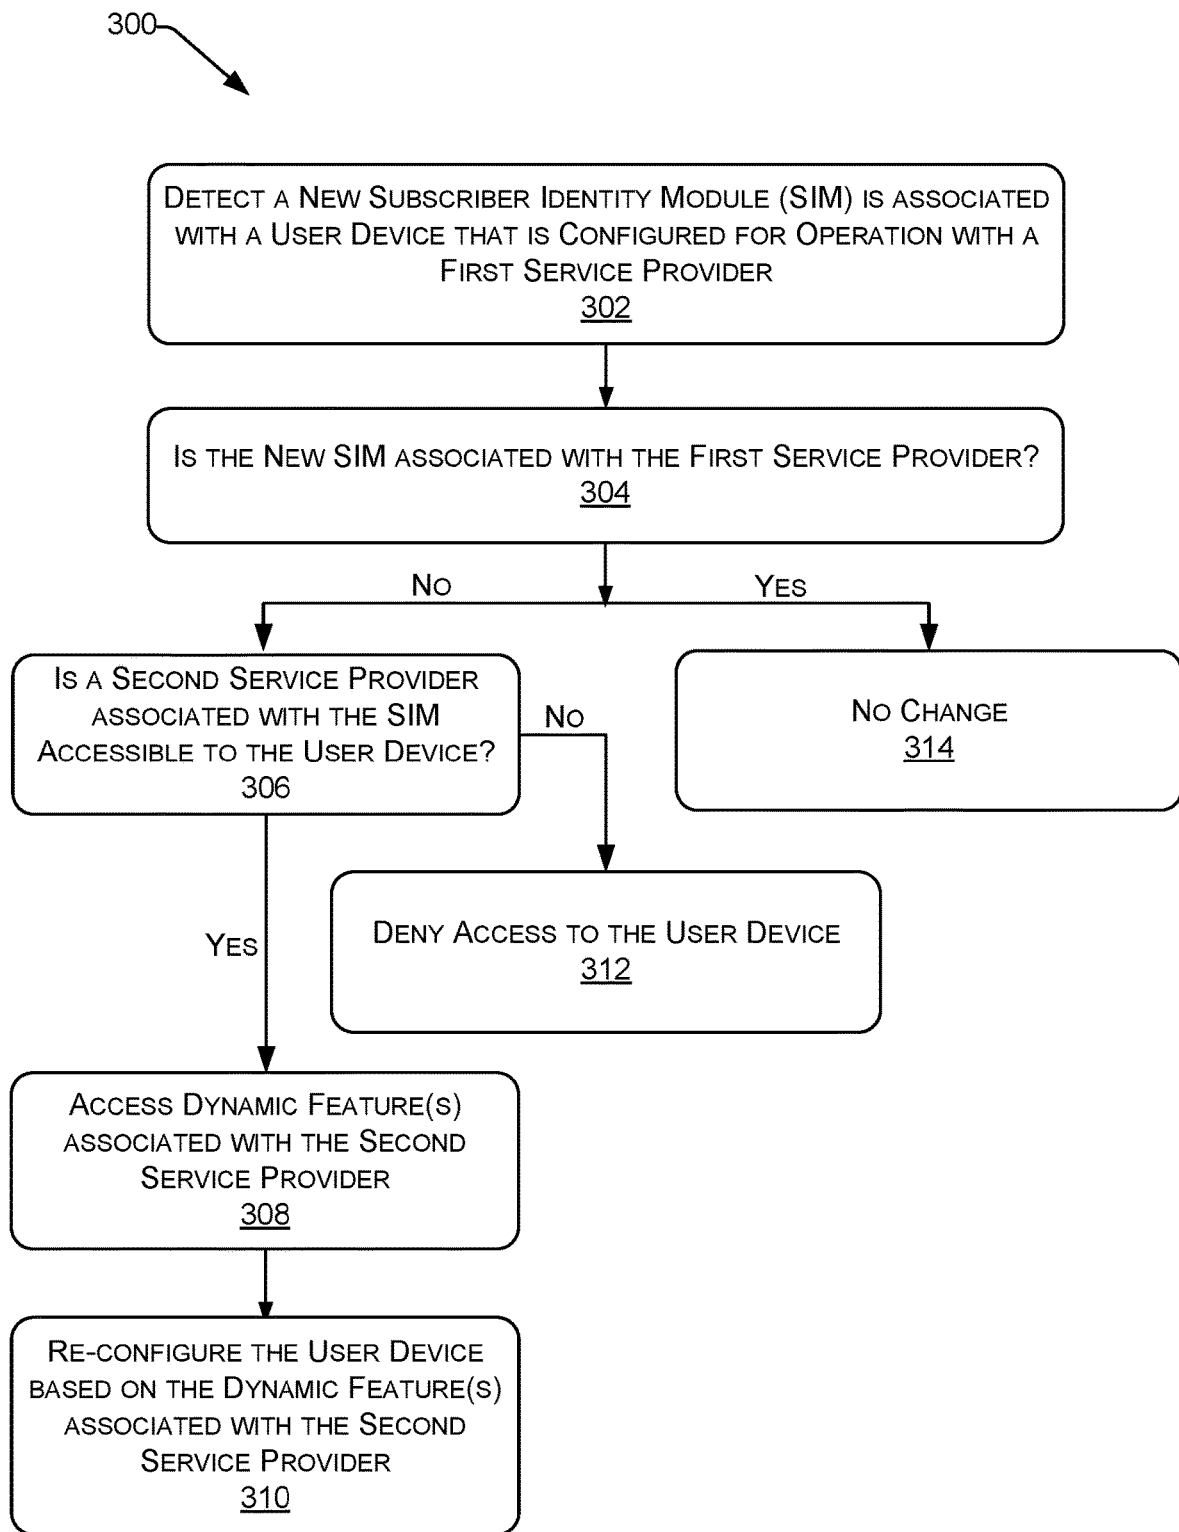 300
DETECT A NEW SUBSCRIBER IDENTITY MODULE (SIM) IS ASSOCIATED
WITH A USER DEVICE THAT IS CONFIGURED FOR OPERATION WITH A
FIRST SERVICE PROVIDER
302
IS THE NEW SIM ASSOCIATED WITH THE FIRST SERVICE PROVIDER?
304
NO
YES
IS A SECOND SERVICE PROVIDER
ASSOCIATED WITH THE SIM
ACCESSIBLE TO THE USER DEVICE?
306
NO
NO CHANGE
314
YES
DENY ACCESS TO THE USER DEVICE
312
ACCESS DYNAMIC FEATURE(S)
ASSOCIATED WITH THE SECOND
SERVICE PROVIDER
308
RE-CONFIGURE THE USER DEVICE
BASED ON THE DYNAMIC FEATURE(S)
ASSOCIATED WITH THE SECOND
SERVICE PROVIDER
310